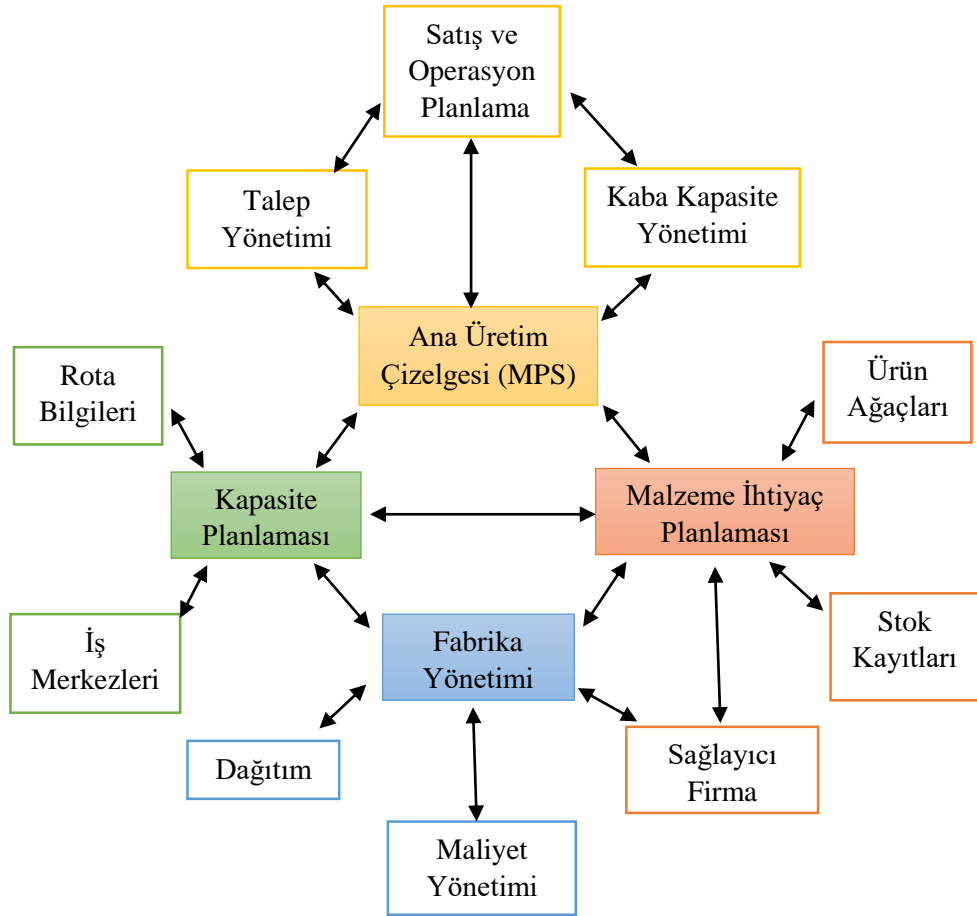 Satış ve
Operasyon
Planlama
Talep
Yönetimi
Kaba Kapasite
Yönetimi
Ana Üretim
Çizelgesi (MPS)
Rota
Bilgileri
Ürün
Ağaçları
Kapasite
Planlaması
Malzeme İhtiyaç
Planlaması
İş
Merkezleri
Fabrika
Yönetimi
Stok
Kayıtları
Dağıtım
Sağlayıcı
Firma
Maliyet
Yönetimi